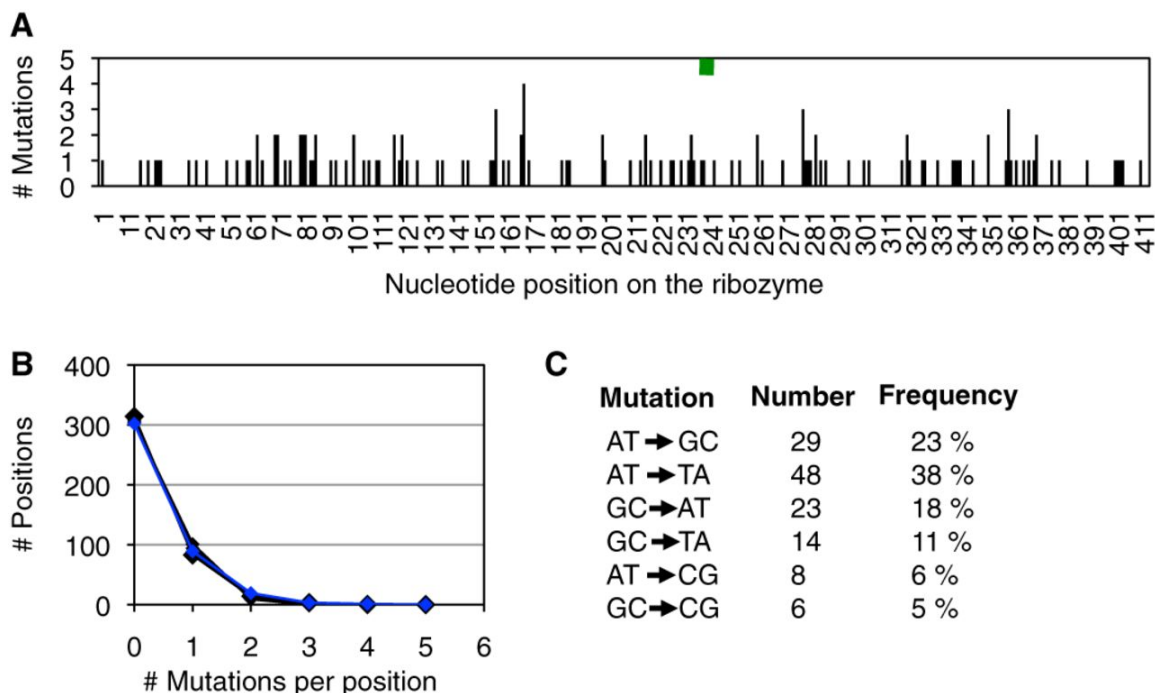 A
# Mutations
5
4
3
2
1
0
1 11 21 31 41 51 61 71 81 91 101 111 121 131 141 151 161 171 181 191 201 211 221 231 241 251 261 271 281 291 301 311 321 331 341 351 361 371 381 391 401 411
Nucleotide position on the ribozyme
B
# Positions
400
300
200
100
0
0 1 2 3 4 5 6
# Mutations per position
C
Mutation Number Frequency
AT→GC 29 23 %
AT→TA 48 38 %
GC→AT 23 18 %
GC→TA 14 11 %
AT→CG 8 6 %
GC→CG 6 5 %